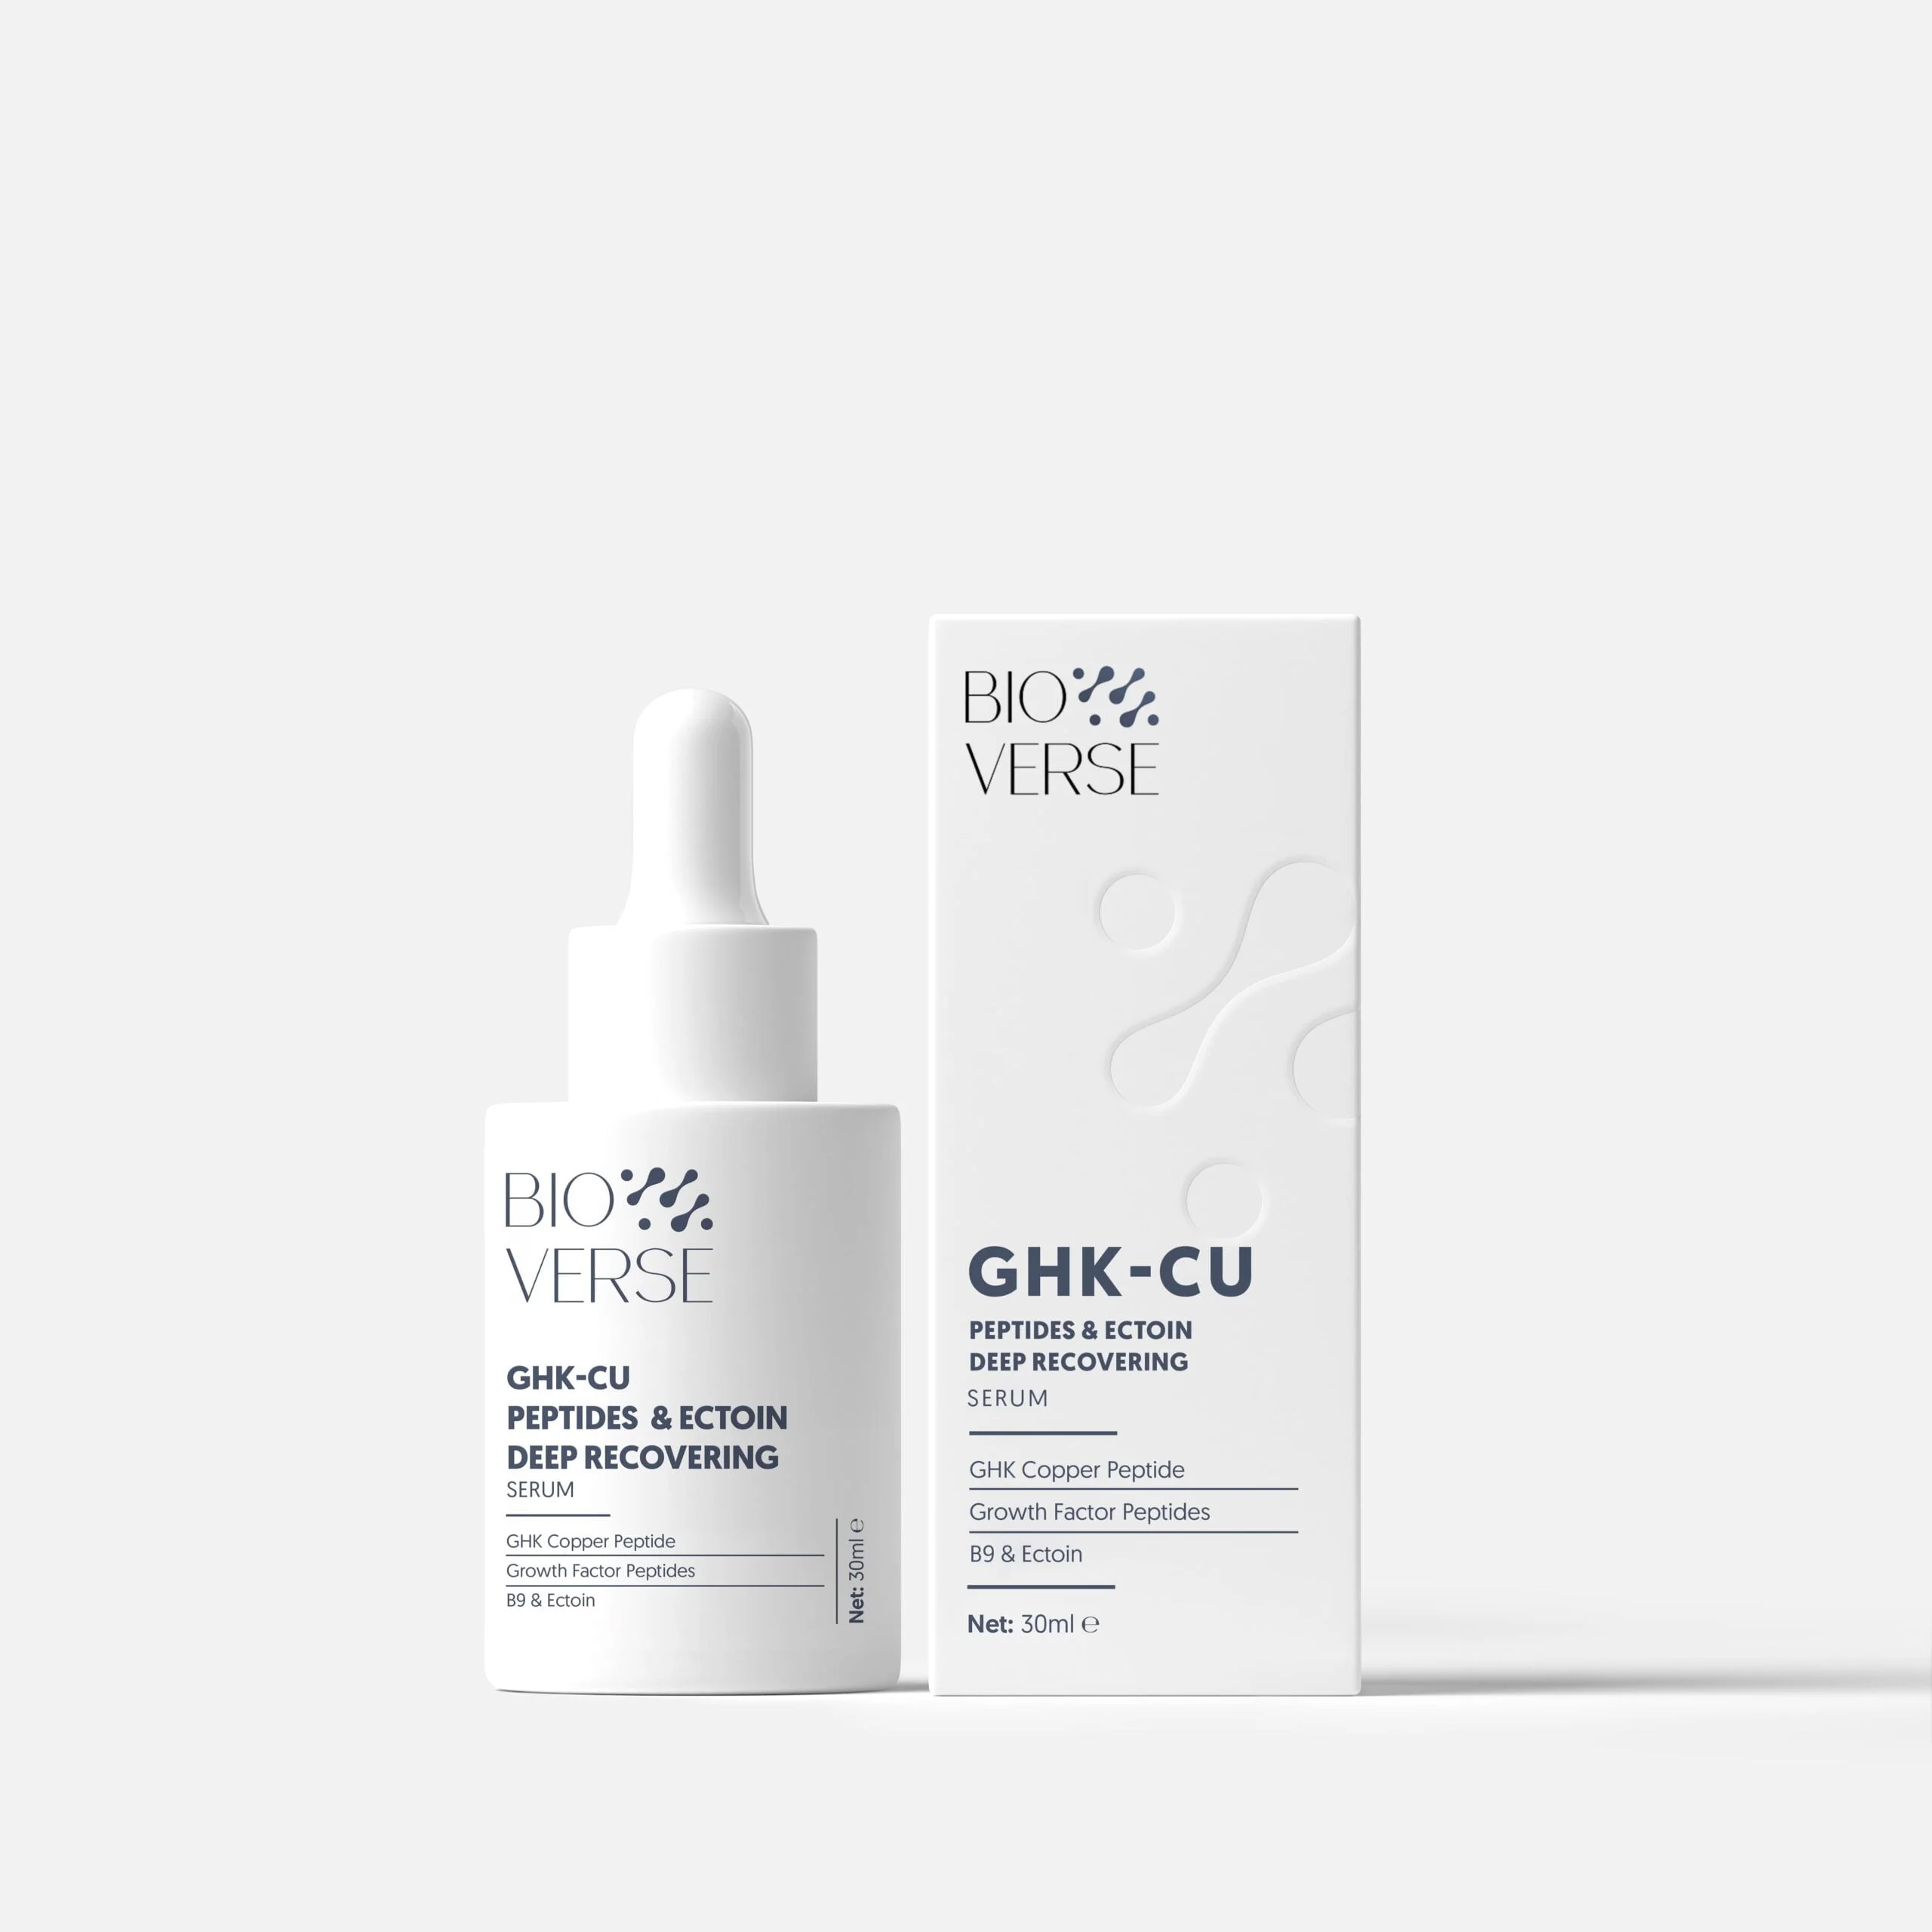 BIO
VERSE
GHK-CU
PEPTIDES & ECTOIN
DEEP RECOVERING
SERUM
GHK Copper Peptide
Growth Factor Peptides
B9 & Ectoin
Net: 30ml ℮
BIO
VERSE
GHK-CU
PEPTIDES & ECTOIN
DEEP RECOVERING
SERUM
GHK Copper Peptide
Growth Factor Peptides
B9 & Ectoin
Net: 30ml ℮